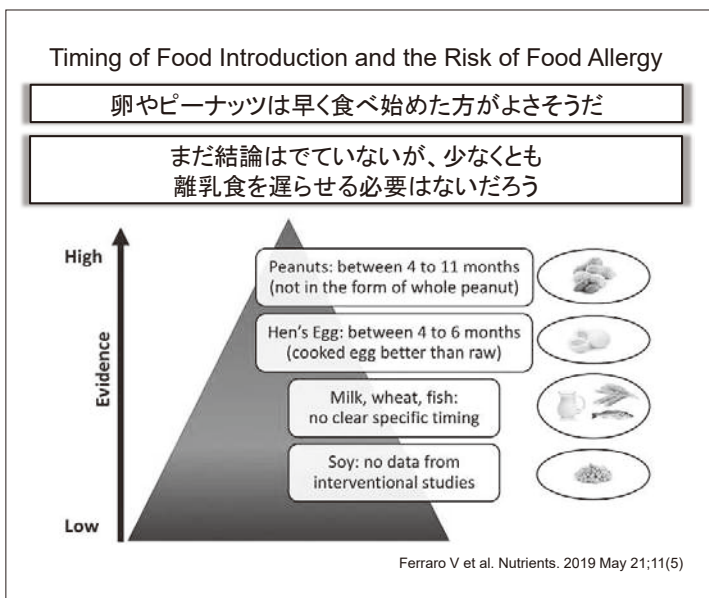 Timing of Food Introduction and the Risk of Food Allergy
卵やピーナッツは早く食べ始めた方がよさそうだ
まだ結論はでていないが、少なくとも
離乳食を遅らせる必要はないだろう
High
Peanuts: between 4 to 11 months
(not in the form of whole peanut)
Hen's Egg: between 4 to 6 months
(cooked egg better than raw)
Evidence
Milk, wheat, fish:
no clear specific timing
Soy: no data from
interventional studies
Low
Ferraro V et al. Nutrients. 2019 May 21;11(5)